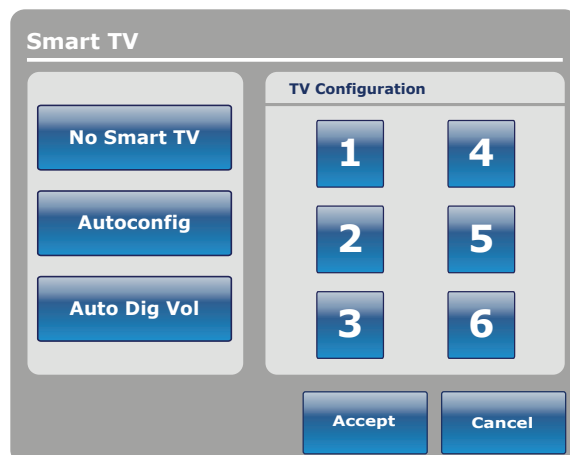 Smart TV
No Smart TV
Autoconfig
Auto Dig Vol
TV Configuration
1 4
2 5
3 6
Accept Cancel